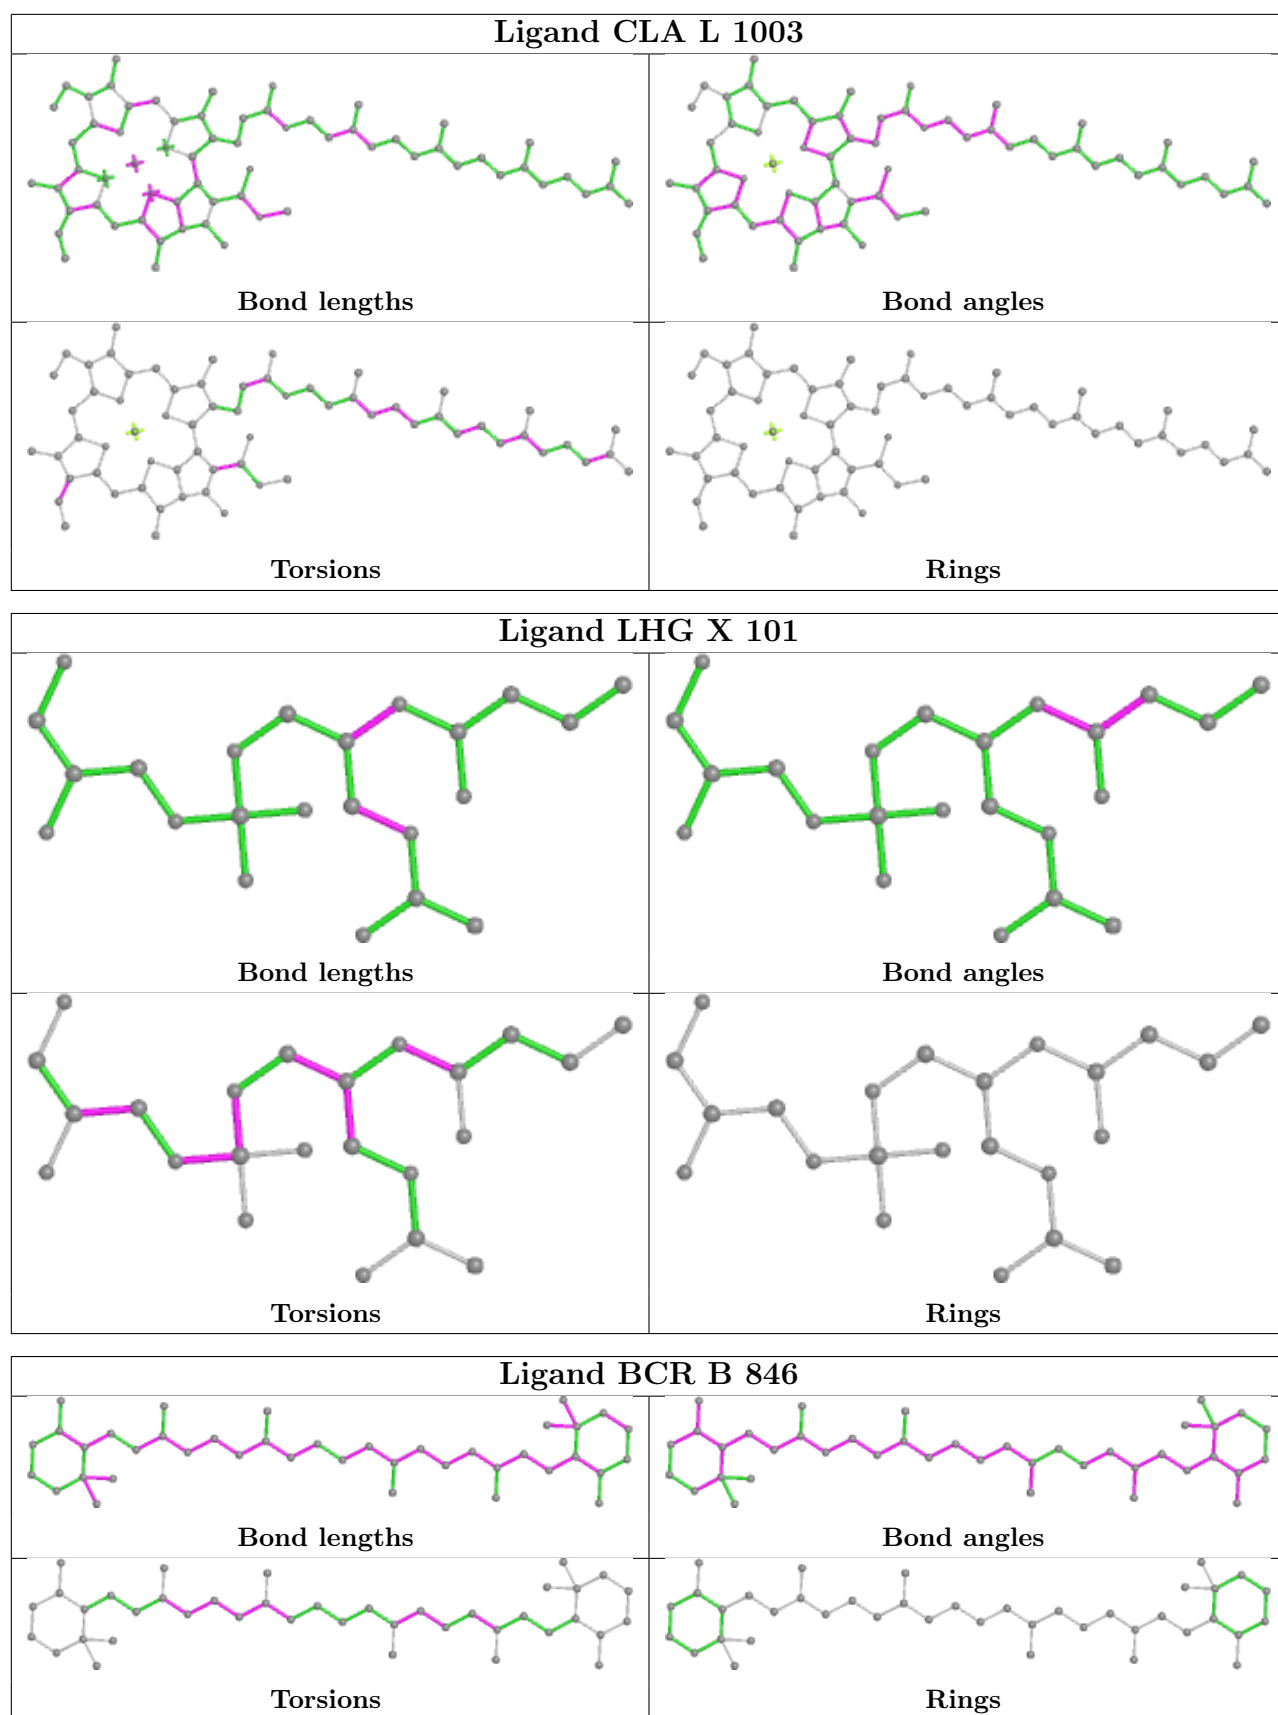 Ligand CLA L 1003
Bond lengths
Bond angles
Torsions
Rings
Ligand LHG X 101
Bond lengths
Bond angles
Torsions
Rings
Ligand BCR B 846
Bond lengths
Bond angles
Torsions
Rings